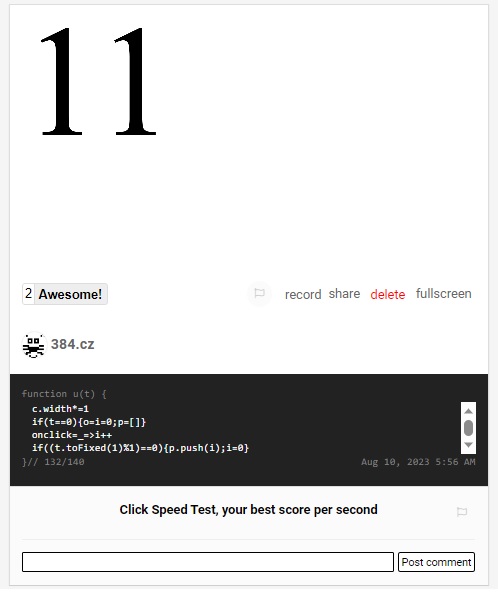 11
2 Awesome!
record share delete fullscreen
384.cz
function u(t) {
c.width*=1
if(t==0){o=i=0;p=[]}
onclick=_=>i++
if((t.toFixed(1)%1)==0){p.push(i);i=0}
}// 132/140
Aug 10, 2023 5:56 AM
Click Speed Test, your best score per second
Post comment